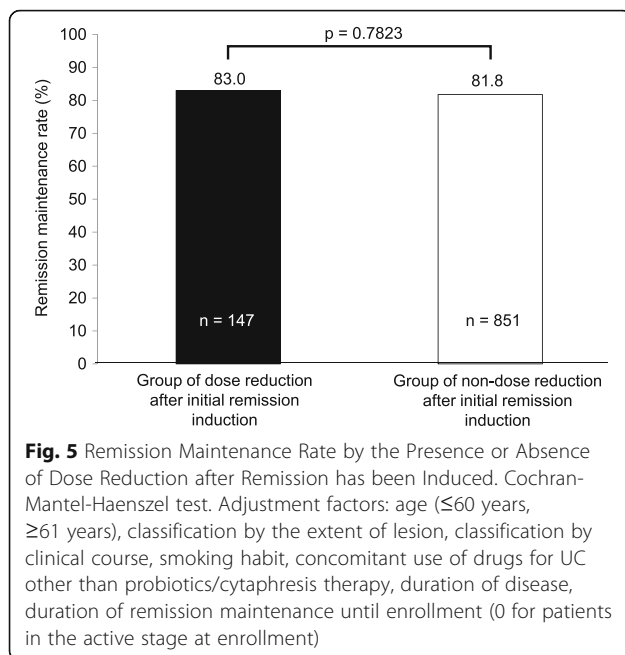 p = 0.7823
100
90
80
70
60
50
40
30
20
10
0
Remission maintenance rate (%)
83.0
81.8
n = 147
n = 851
Group of dose reduction
after initial remission
induction
Group of non-dose reduction
after initial remission
induction
Fig. 5 Remission Maintenance Rate by the Presence or Absence
of Dose Reduction after Remission has been Induced. Cochran-
Mantel-Haenszel test. Adjustment factors: age (≤60 years,
≥61 years), classification by the extent of lesion, classification by
clinical course, smoking habit, concomitant use of drugs for UC
other than probiotics/cytaphresis therapy, duration of disease,
duration of remission maintenance until enrollment (0 for patients
in the active stage at enrollment)